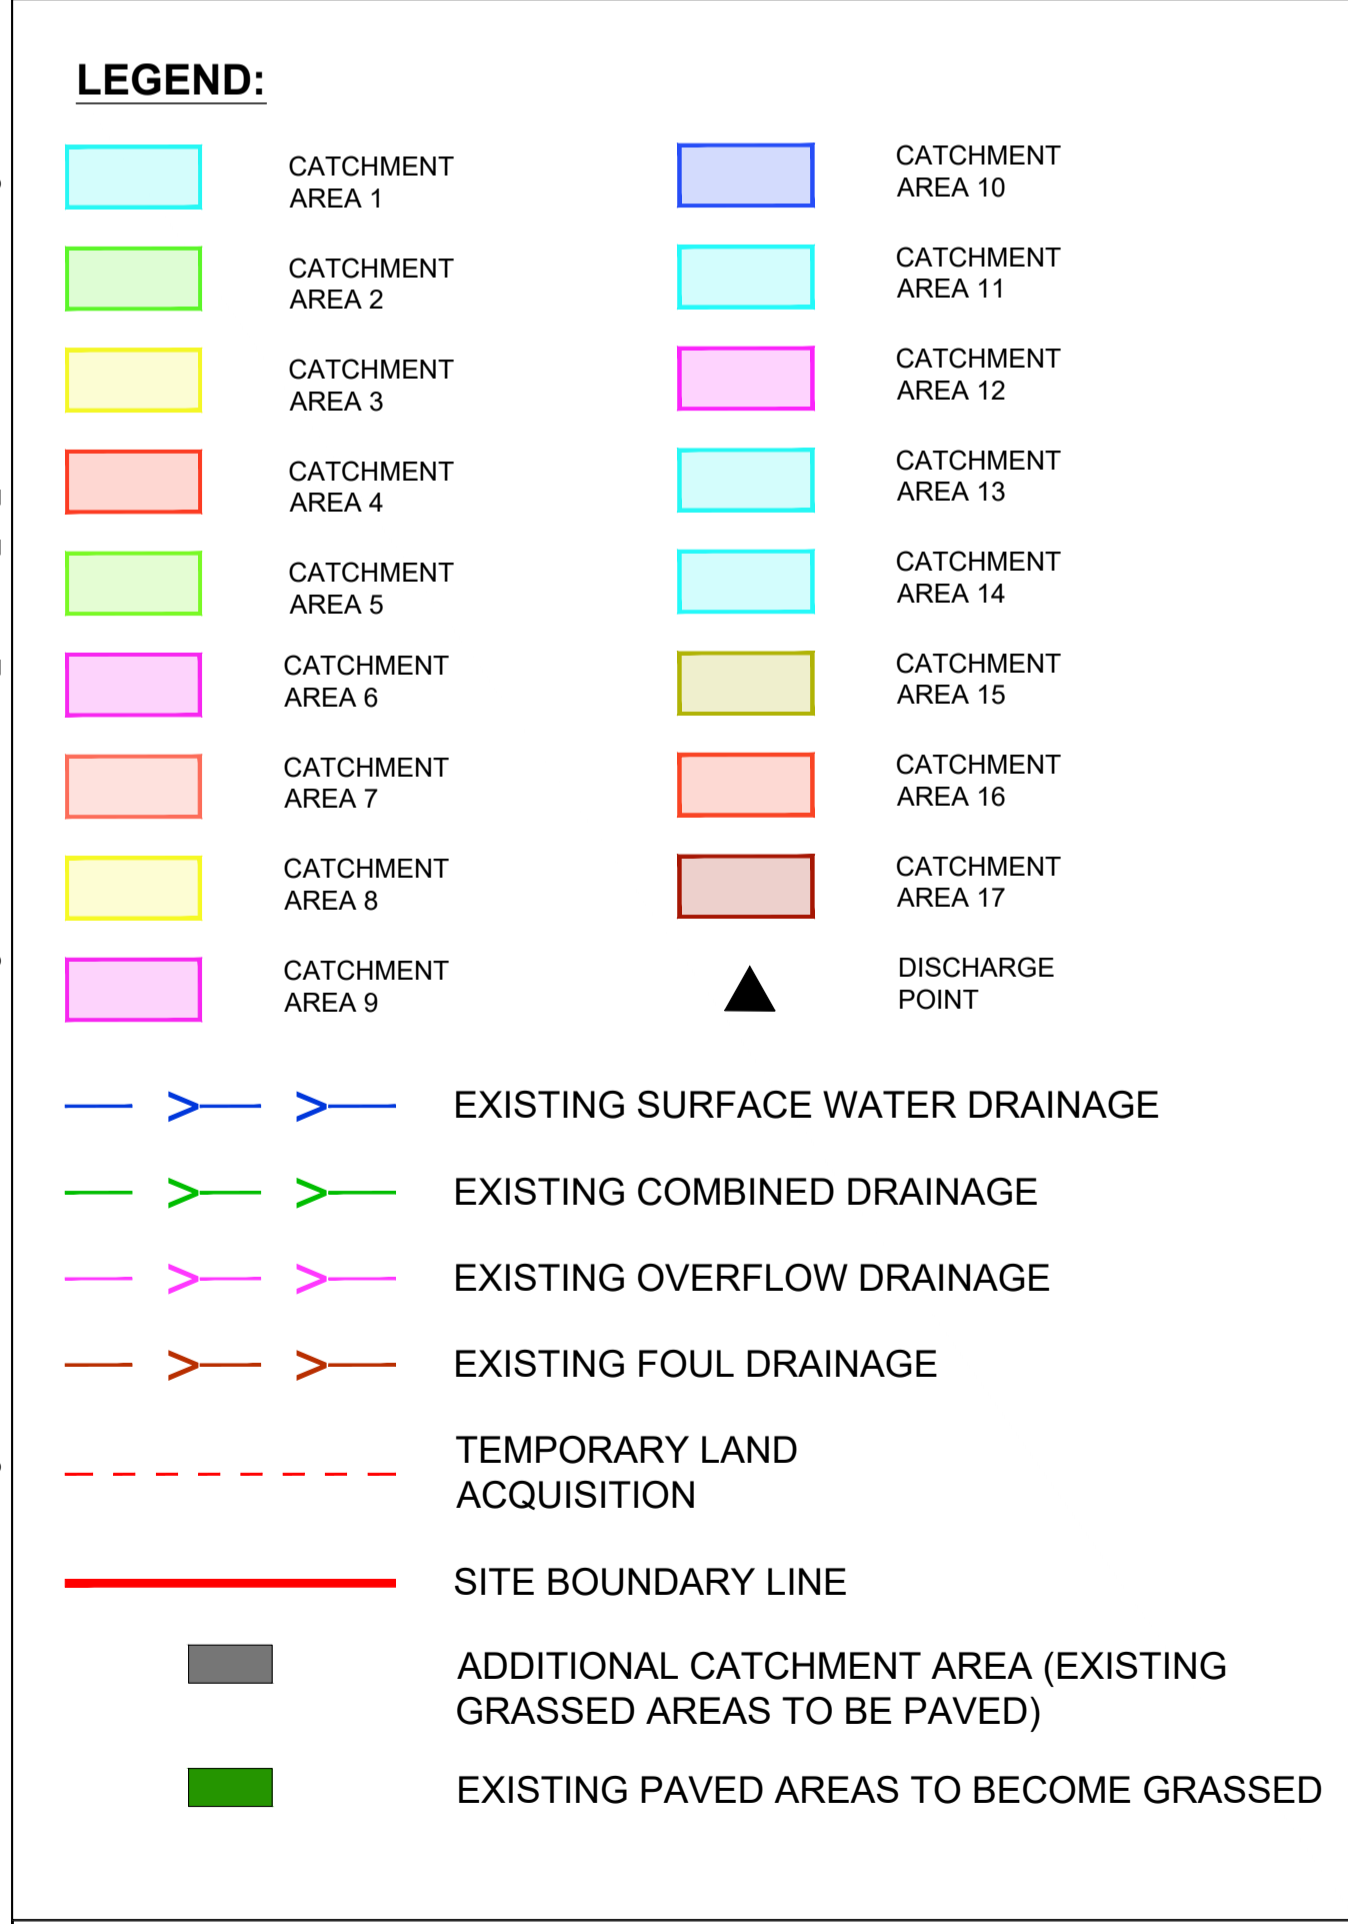 LEGEND:
CATCHMENT
AREA 1
CATCHMENT
AREA 2
CATCHMENT
AREA 3
CATCHMENT
AREA 4
CATCHMENT
AREA 5
CATCHMENT
AREA 6
CATCHMENT
AREA 7
CATCHMENT
AREA 8
CATCHMENT
AREA 9
CATCHMENT
AREA 10
CATCHMENT
AREA 11
CATCHMENT
AREA 12
CATCHMENT
AREA 13
CATCHMENT
AREA 14
CATCHMENT
AREA 15
CATCHMENT
AREA 16
CATCHMENT
AREA 17
DISCHARGE
POINT
EXISTING SURFACE WATER DRAINAGE
EXISTING COMBINED DRAINAGE
EXISTING OVERFLOW DRAINAGE
EXISTING FOUL DRAINAGE
TEMPORARY LAND
ACQUISITION
SITE BOUNDARY LINE
ADDITIONAL CATCHMENT AREA (EXISTING
GRASSED AREAS TO BE PAVED)
EXISTING PAVED AREAS TO BECOME GRASSED